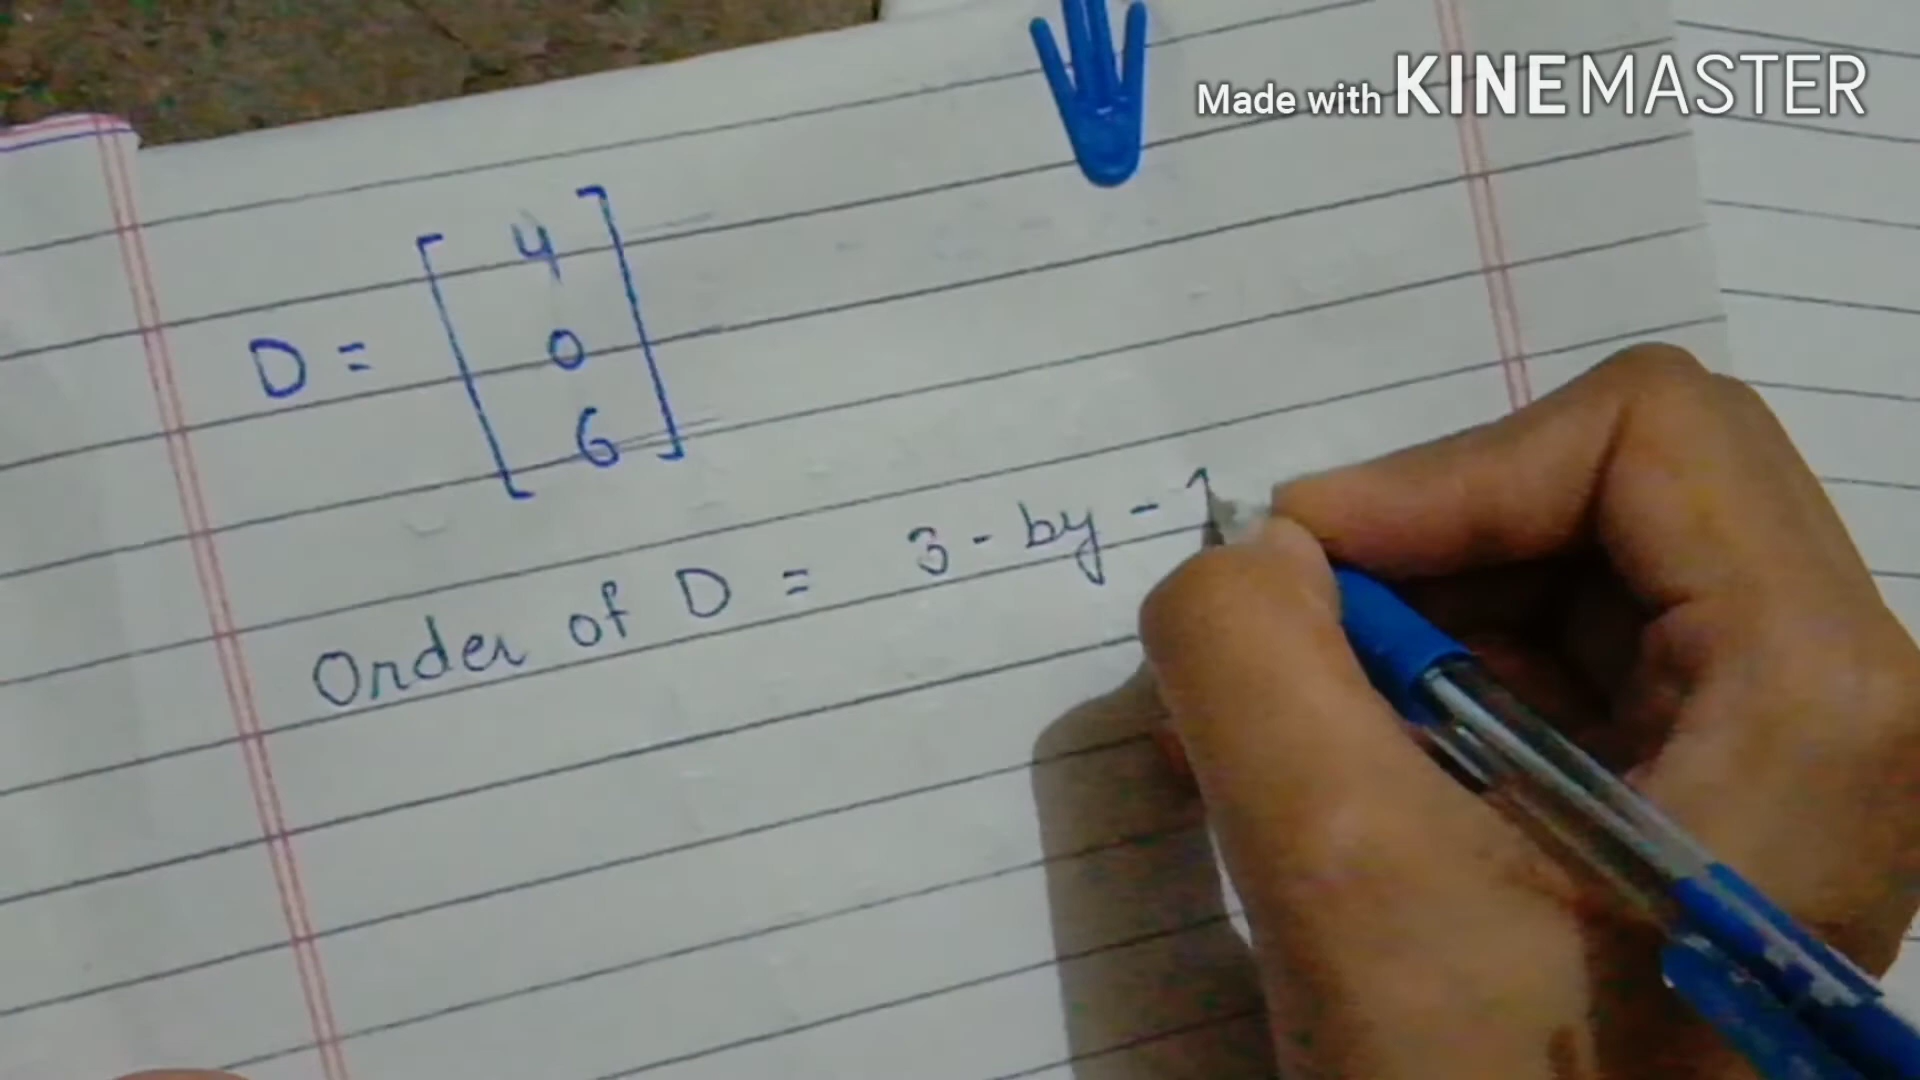 Made with KINEMASTER
4
D = 0
6
Order of D = 3 - by - 1